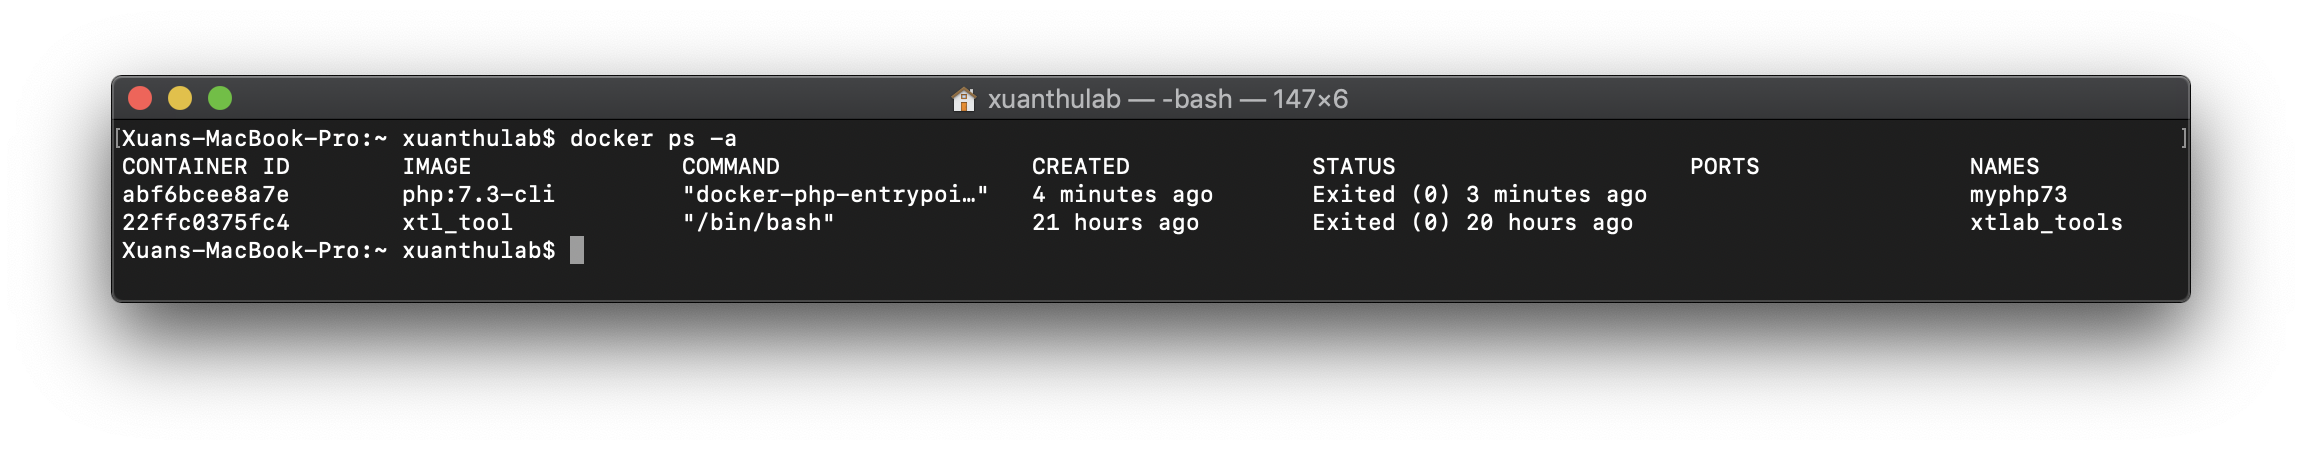 xuanthulab — -bash — 147×6
[Xuans-MacBook-Pro:~ xuanthulab$ docker ps -a ]
CONTAINER ID IMAGE COMMAND CREATED STATUS PORTS NAMES
abf6bcee8a7e php:7.3-cli "docker-php-entrypoi…" 4 minutes ago Exited (0) 3 minutes ago myphp73
22ffc0375fc4 xtl_tool "/bin/bash" 21 hours ago Exited (0) 20 hours ago xtlab_tools
Xuans-MacBook-Pro:~ xuanthulab$